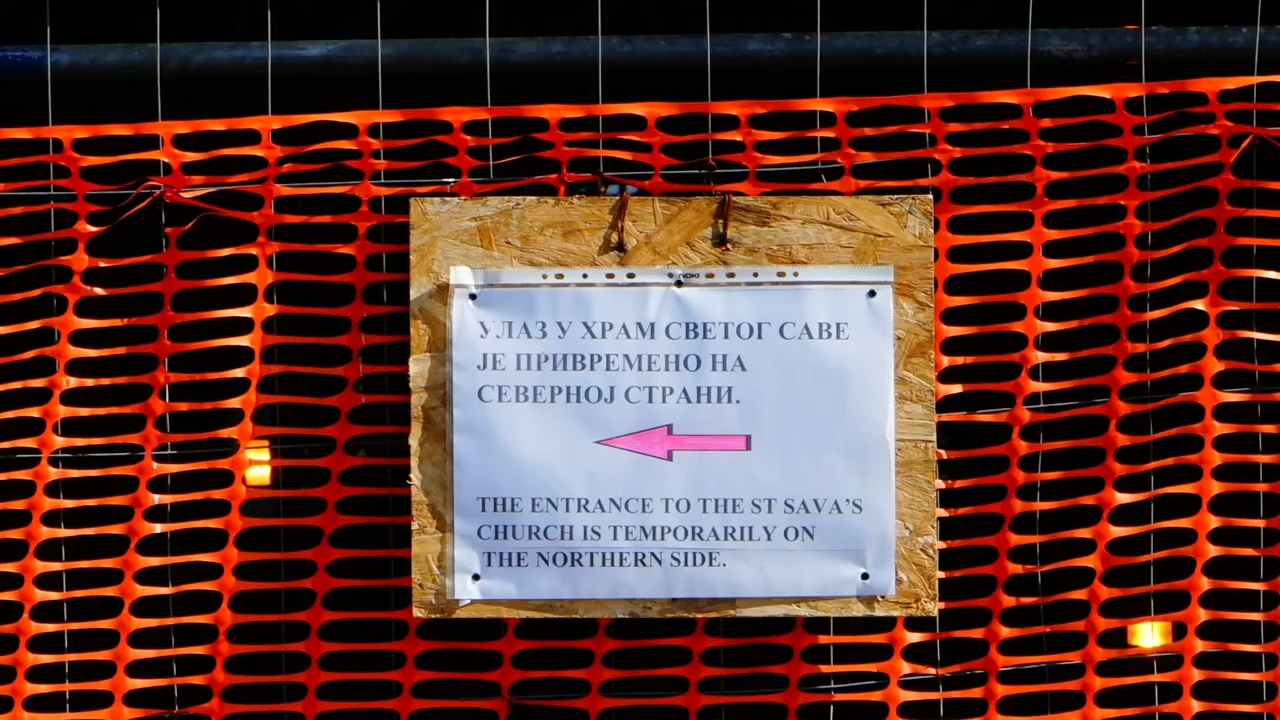 УЛАЗ У ХРАМ СВЕТОГ САВЕ
ЈЕ ПРИВРЕМЕНО НА
СЕВЕРНОЈ СТРАНИ.
THE ENTRANCE TO THE ST SAVA'S
CHURCH IS TEMPORARILY ON
THE NORTHERN SIDE.